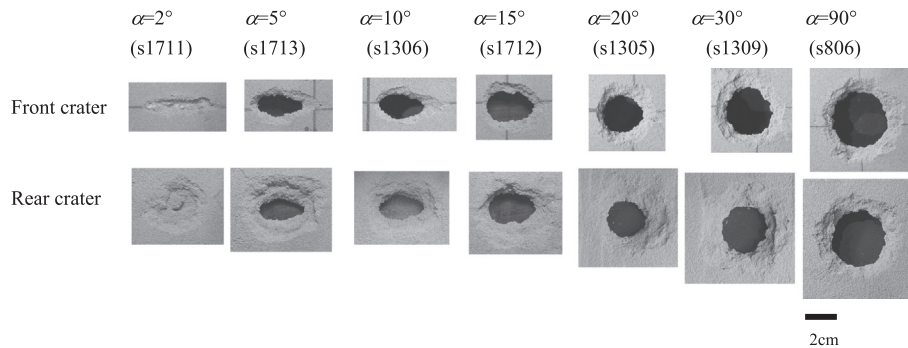 α=2° α=5° α=10° α=15° α=20° α=30° α=90°
(s1711) (s1713) (s1306) (s1712) (s1305) (s1309) (s806)
Front crater
Rear crater
2cm